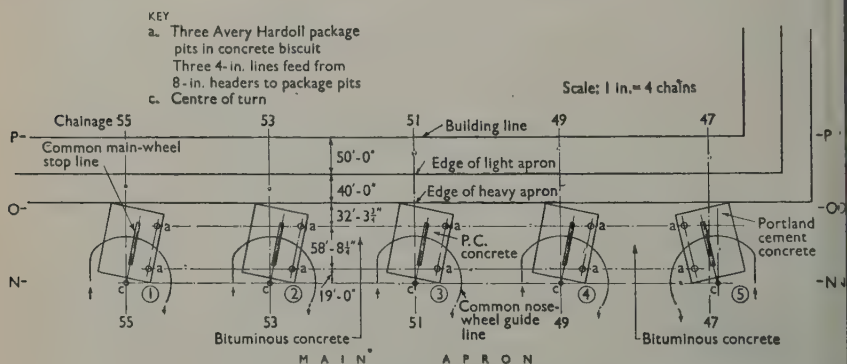 KEY
a. Three Avery Hardoll package
pits in concrete biscuit
Three 4-in. lines feed from
8-in. headers to package pits
c. Centre of turn
Scale: 1 in.= 4 chains
Chainage 55 53 51 49 47
Building line
P P
Common main-wheel
stop line
50'-0"
Edge of light apron
40'-0"
Edge of heavy apron
O O
32'-3¾"
a a a a a
P.C.
concrete
Portland
cement
concrete
58'-8¼"
a a a a a
N N
19'-0"
c ① c ② c ③ c ④ c ⑤
Common nose-
wheel guide
line
55 53 51 49 47
Bituminous concrete
Bituminous concrete
MAIN APRON